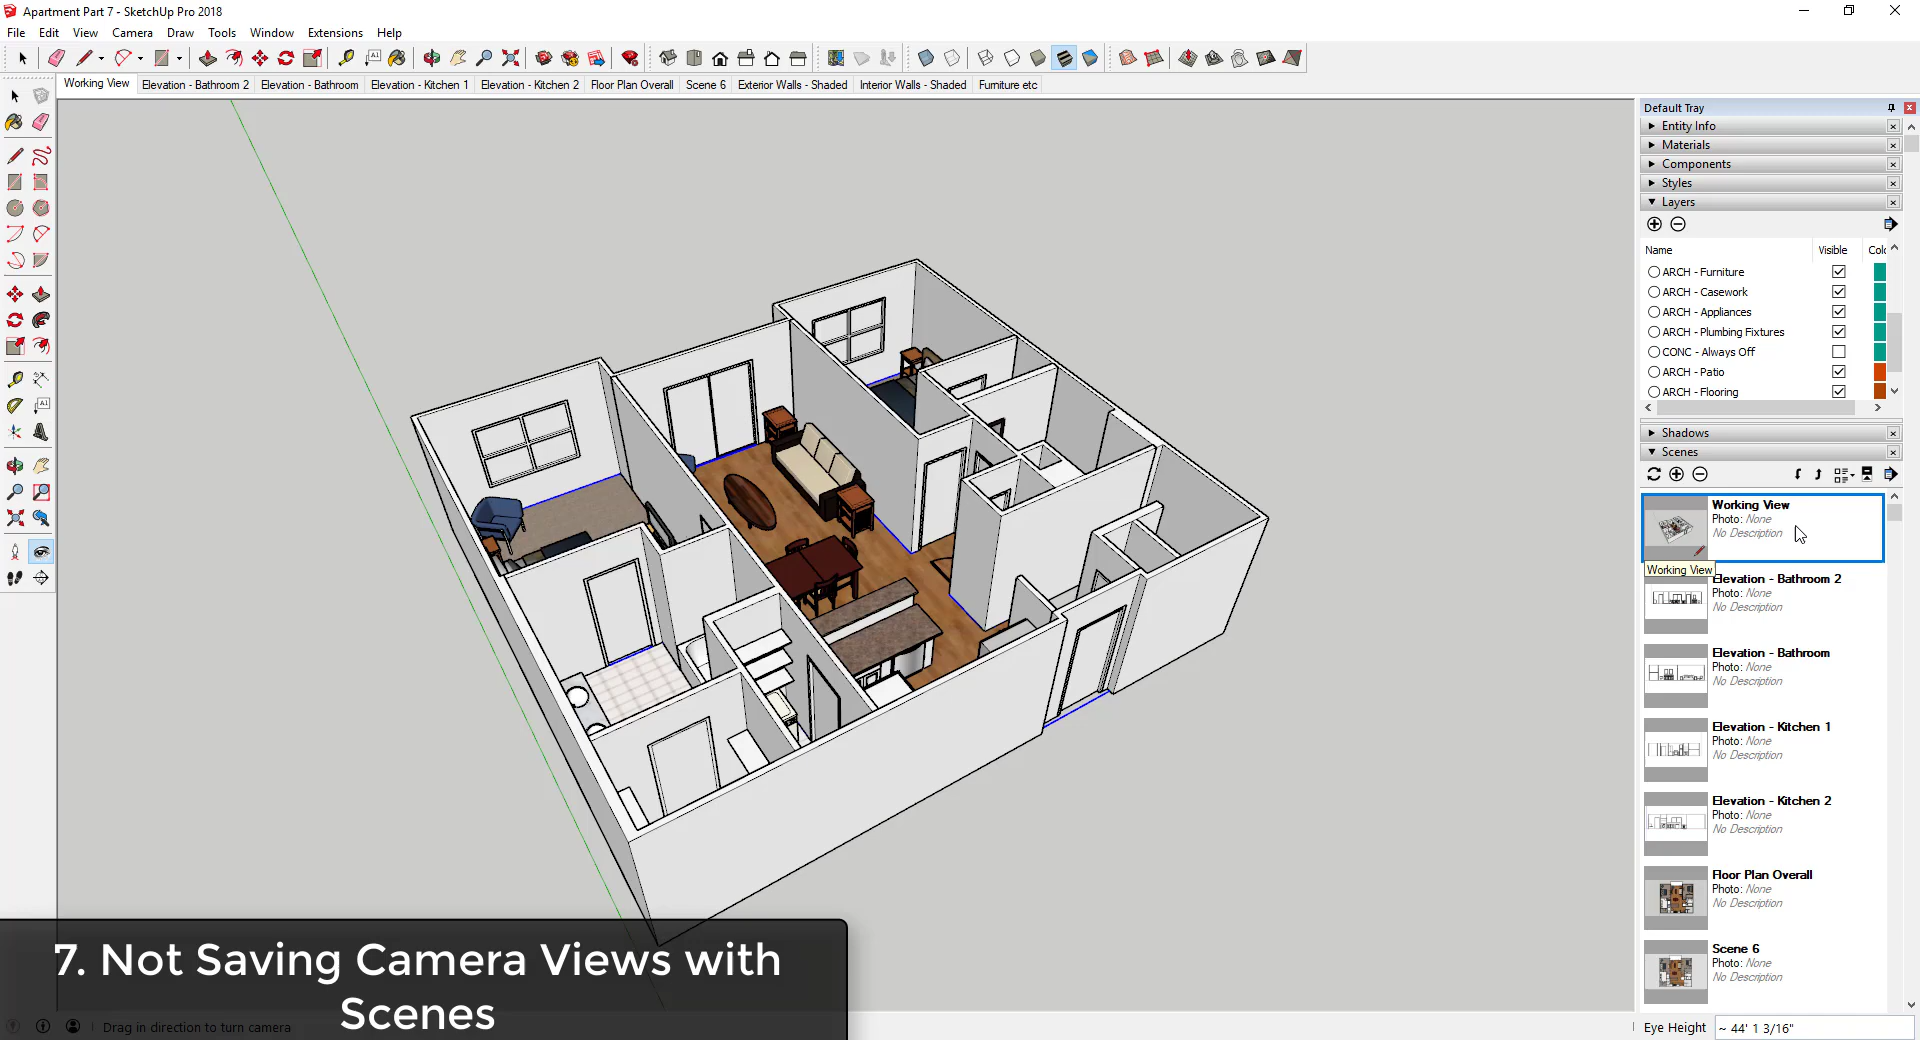 Apartment Part 7 - SketchUp Pro 2018
File Edit View Camera Draw Tools Window Extensions Help
Working View Elevation - Bathroom 2 Elevation - Bathroom Elevation - Kitchen 1 Elevation - Kitchen 2 Floor Plan Overall Scene 6 Exterior Walls - Shaded Interior Walls - Shaded Furniture etc
Default Tray
Entity Info
Materials
Components
Styles
Layers
Name Visible Colo
ARCH - Furniture
ARCH - Casework
ARCH - Appliances
ARCH - Plumbing Fixtures
CONC - Always Off
ARCH - Patio
ARCH - Flooring
Shadows
Scenes
Working View
Photo: None
No Description
Working View
Elevation - Bathroom 2
Photo: None
No Description
Elevation - Bathroom
Photo: None
No Description
Elevation - Kitchen 1
Photo: None
No Description
Elevation - Kitchen 2
Photo: None
No Description
Floor Plan Overall
Photo: None
No Description
Scene 6
Photo: None
No Description
7. Not Saving Camera Views with
Scenes
Drag in direction to turn camera
Eye Height ~ 44' 1 3/16"